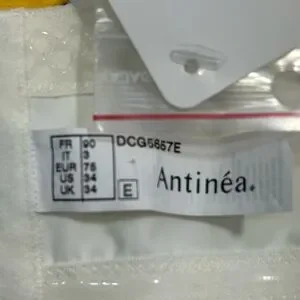 DCG6657E
FR 90
IT 3
EUR 75
US 34
UK 34
E
Antinéa.